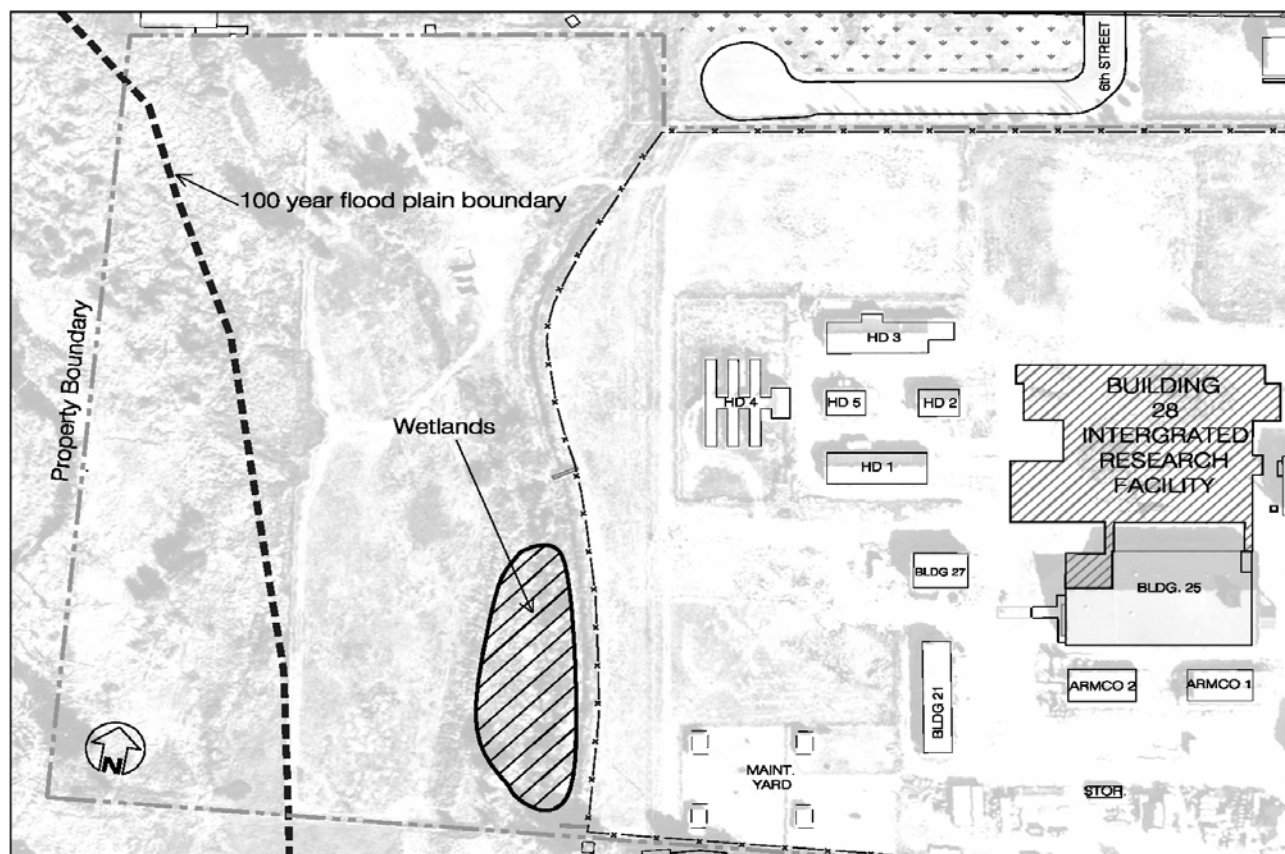 6th STREET
100 year flood plain boundary
Property Boundary
HD 3
HD 4
HD 5
HD 2
BUILDING
28
INTERGRATED
RESEARCH
FACILITY
Wetlands
HD 1
BLDG 27
BLDG. 25
BLDG 21
ARMCO 2
ARMCO 1
N
MAINT.
YARD
STOR.